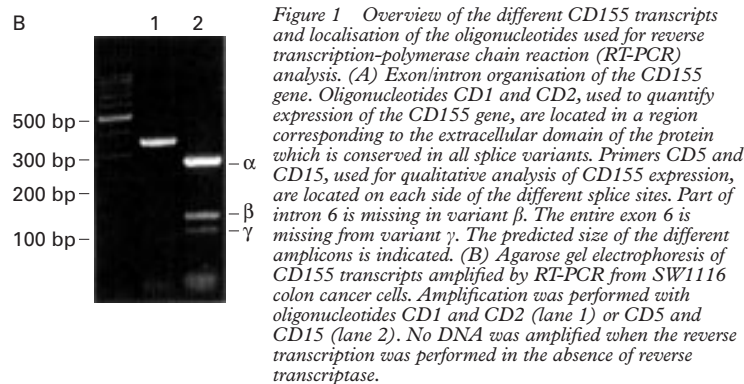 B
1 2
500 bp
300 bp
200 bp
100 bp
α
β
γ
Figure 1 Overview of the different CD155 transcripts
and localisation of the oligonucleotides used for reverse
transcription-polymerase chain reaction (RT-PCR)
analysis. (A) Exon/intron organisation of the CD155
gene. Oligonucleotides CD1 and CD2, used to quantify
expression of the CD155 gene, are located in a region
corresponding to the extracellular domain of the protein
which is conserved in all splice variants. Primers CD5 and
CD15, used for qualitative analysis of CD155 expression,
are located on each side of the different splice sites. Part of
intron 6 is missing in variant β. The entire exon 6 is
missing from variant γ. The predicted size of the different
amplicons is indicated. (B) Agarose gel electrophoresis of
CD155 transcripts amplified by RT-PCR from SW1116
colon cancer cells. Amplification was performed with
oligonucleotides CD1 and CD2 (lane 1) or CD5 and
CD15 (lane 2). No DNA was amplified when the reverse
transcription was performed in the absence of reverse
transcriptase.